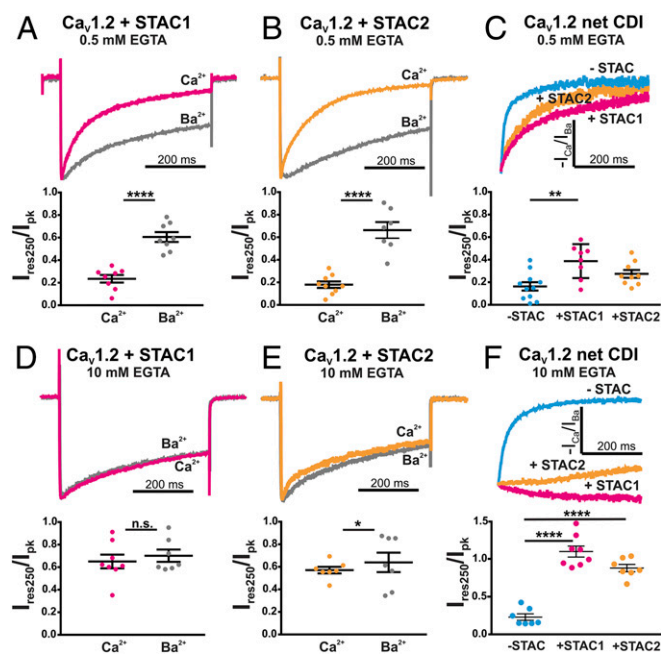 A
Caᵥ1.2 + STAC1
0.5 mM EGTA
Ca²⁺
Ba²⁺
200 ms
Ires250/Ipk
1.0
0.8
0.6
0.4
0.2
0.0
****
Ca²⁺ Ba²⁺
B
Caᵥ1.2 + STAC2
0.5 mM EGTA
Ca²⁺
Ba²⁺
200 ms
1.0
0.8
0.6
0.4
0.2
0.0
****
Ca²⁺ Ba²⁺
C
Caᵥ1.2 net CDI
0.5 mM EGTA
- STAC
+ STAC2
+ STAC1
-ICa/IBa
200 ms
1.0
0.8
0.6
0.4
0.2
0.0
**
-STAC +STAC1 +STAC2
D
Caᵥ1.2 + STAC1
10 mM EGTA
Ba²⁺
Ca²⁺
200 ms
Ires250/Ipk
1.0
0.8
0.6
0.4
0.2
0.0
n.s.
Ca²⁺ Ba²⁺
E
Caᵥ1.2 + STAC2
10 mM EGTA
Ca²⁺
Ba²⁺
200 ms
1.0
0.8
0.6
0.4
0.2
0.0
*
Ca²⁺ Ba²⁺
F
Caᵥ1.2 net CDI
10 mM EGTA
- STAC
-ICa/IBa
200 ms
+ STAC2
+ STAC1
Ires250/Ipk
1.5
1.0
0.5
0.0
****
****
-STAC +STAC1 +STAC2